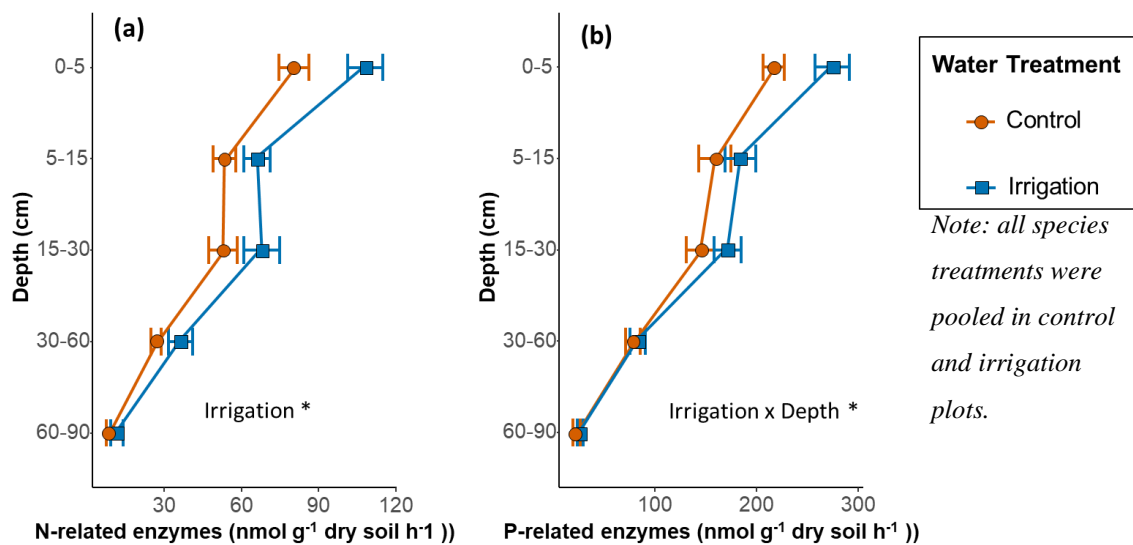 (a)
Depth (cm)
0-5
5-15
15-30
30-60
60-90
Irrigation *
30
60
90
120
N-related enzymes (nmol g⁻¹ dry soil h⁻1 ))
(b)
Depth (cm)
0-5
5-15
15-30
30-60
60-90
Irrigation x Depth *
100
200
300
P-related enzymes (nmol g⁻¹ dry soil h⁻¹ ))
Water Treatment
Control
Irrigation
Note: all species
treatments were
pooled in control
and irrigation
plots.